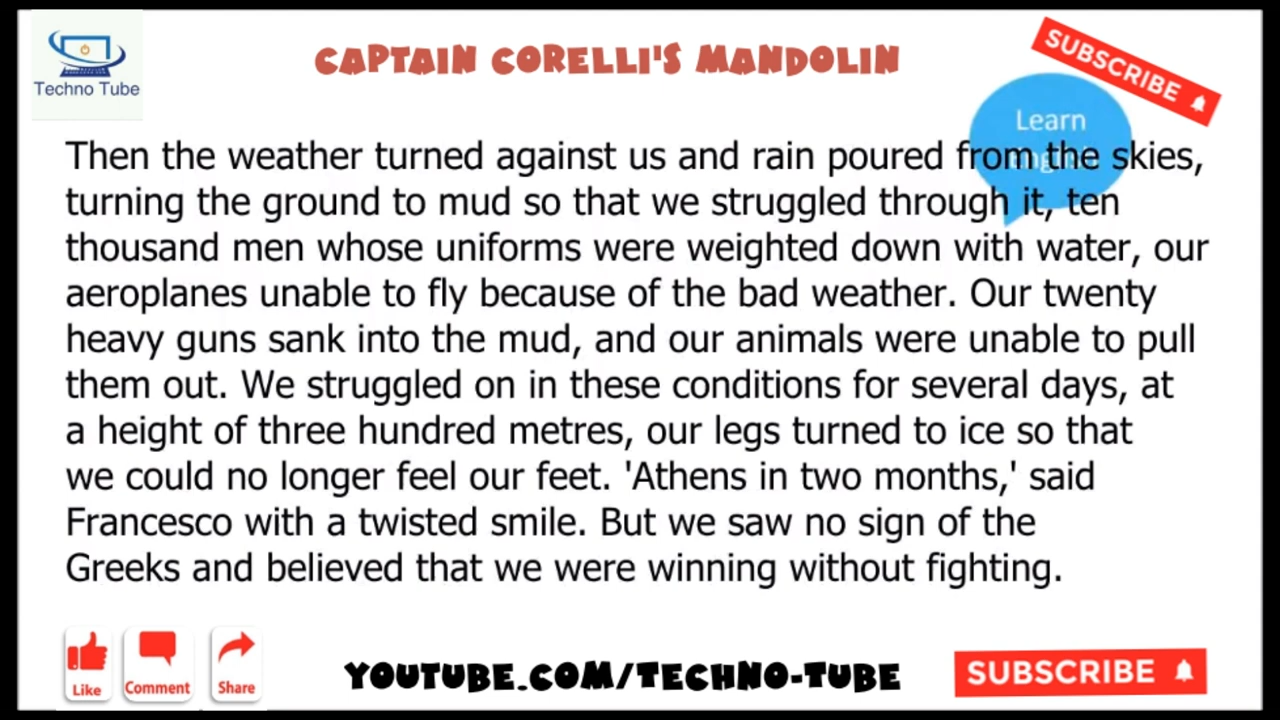 Techno Tube
CAPTAIN CORELLI'S MANDOLIN
SUBSCRIBE
Learn
English
Then the weather turned against us and rain poured from the skies,
turning the ground to mud so that we struggled through it, ten
thousand men whose uniforms were weighted down with water, our
aeroplanes unable to fly because of the bad weather. Our twenty
heavy guns sank into the mud, and our animals were unable to pull
them out. We struggled on in these conditions for several days, at
a height of three hundred metres, our legs turned to ice so that
we could no longer feel our feet. 'Athens in two months,' said
Francesco with a twisted smile. But we saw no sign of the
Greeks and believed that we were winning without fighting.
Like
Comment
Share
YOUTUBE.COM/TECHNO-TUBE
SUBSCRIBE